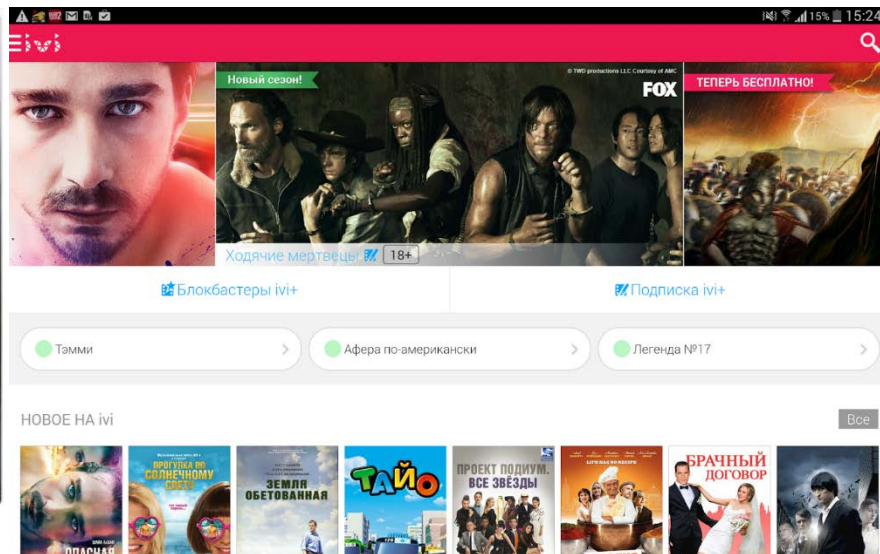 15% 15:24
ivi
Новый сезон!
© TWD productions LLC Courtesy of AMC
FOX
ТЕПЕРЬ БЕСПЛАТНО!
Ходячие мертвецы 18+
Блокбастеры ivi+
Подписка ivi+
Тэмми
Афера по-американски
Легенда №17
НОВОЕ НА ivi
Все
ОПАСНАЯ
ПРОГУЛКА ПО
СОЛНЕЧНОМУ
СВЕТУ
ЗЕМЛЯ
ОБЕТОВАННАЯ
ТАЙО
ПРОЕКТ ПОДИУМ.
ВСЕ ЗВЁЗДЫ
БРАЧНЫЙ
ДОГОВОР